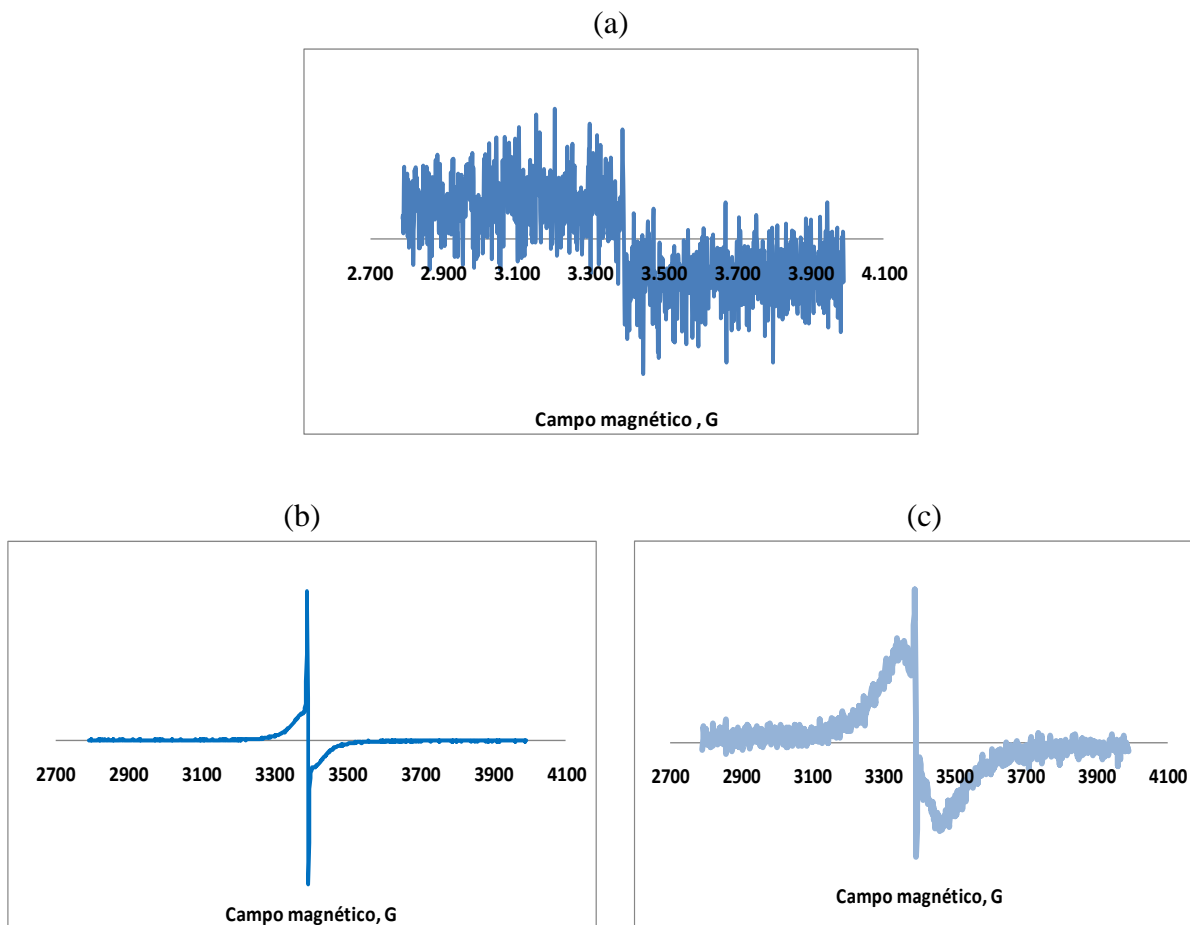 (a)
2.700 2.900 3.100 3.300 3.500 3.700 3.900 4.100
Campo magnético , G
(b)
2700 2900 3100 3300 3500 3700 3900 4100
Campo magnético, G
(c)
2700 2900 3100 3300 3500 3700 3900 4100
Campo magnético, G